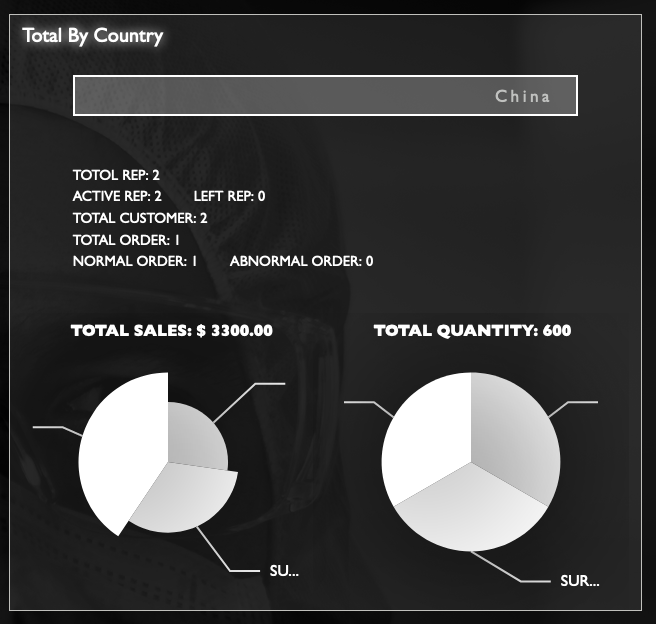 Total By Country
China
TOTOL REP: 2
ACTIVE REP: 2 LEFT REP: 0
TOTAL CUSTOMER: 2
TOTAL ORDER: 1
NORMAL ORDER: 1 ABNORMAL ORDER: 0
TOTAL SALES: $ 3300.00 TOTAL QUANTITY: 600
SU... SUR...